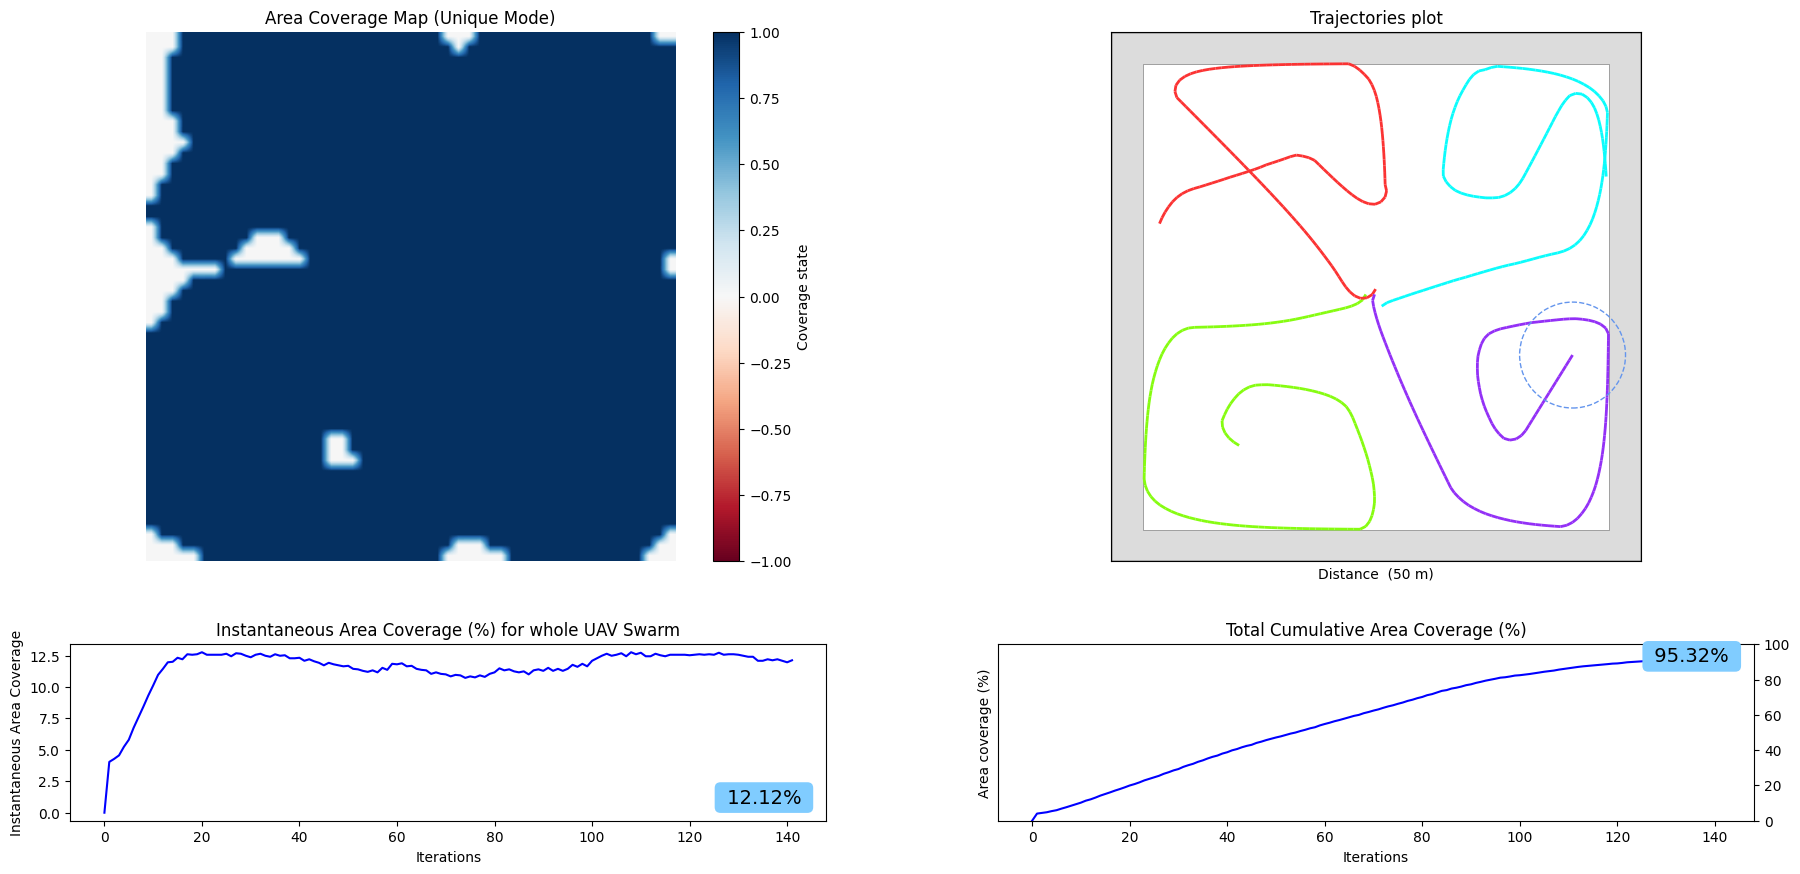 Area Coverage Map (Unique Mode)
1.00
0.75
0.50
0.25
0.00
−0.25
−0.50
−0.75
−1.00
Coverage state
Trajectories plot
Distance  (50 m)
Instantaneous Area Coverage (%) for whole UAV Swarm
Instantaneous Area Coverage
12.5
10.0
7.5
5.0
2.5
0.0
12.12%
0 20 40 60 80 100 120 140
Iterations
Total Cumulative Area Coverage (%)
Area coverage (%)
95.32%
100
80
60
40
20
0
0 20 40 60 80 100 120 140
Iterations